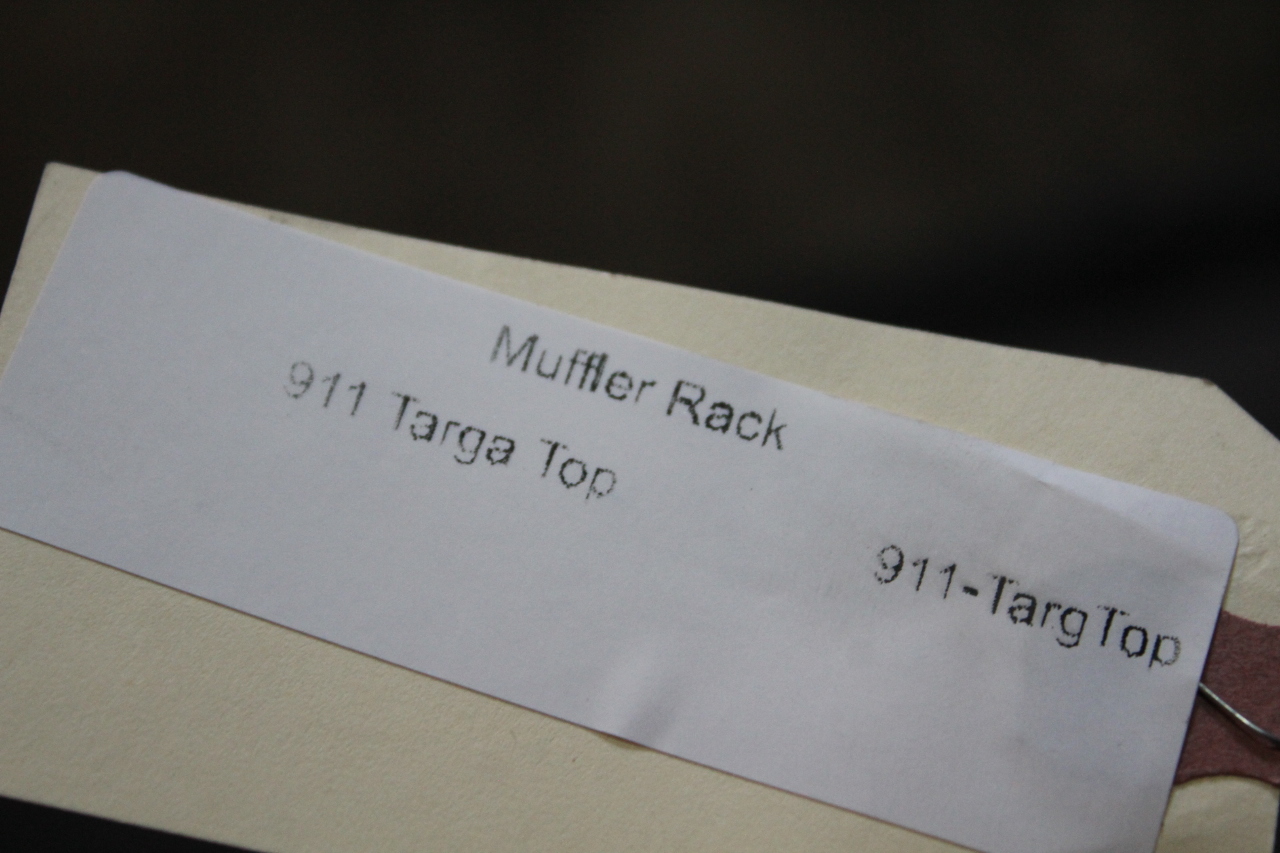 Muffler Rack
911 Targa Top
911-TargTop